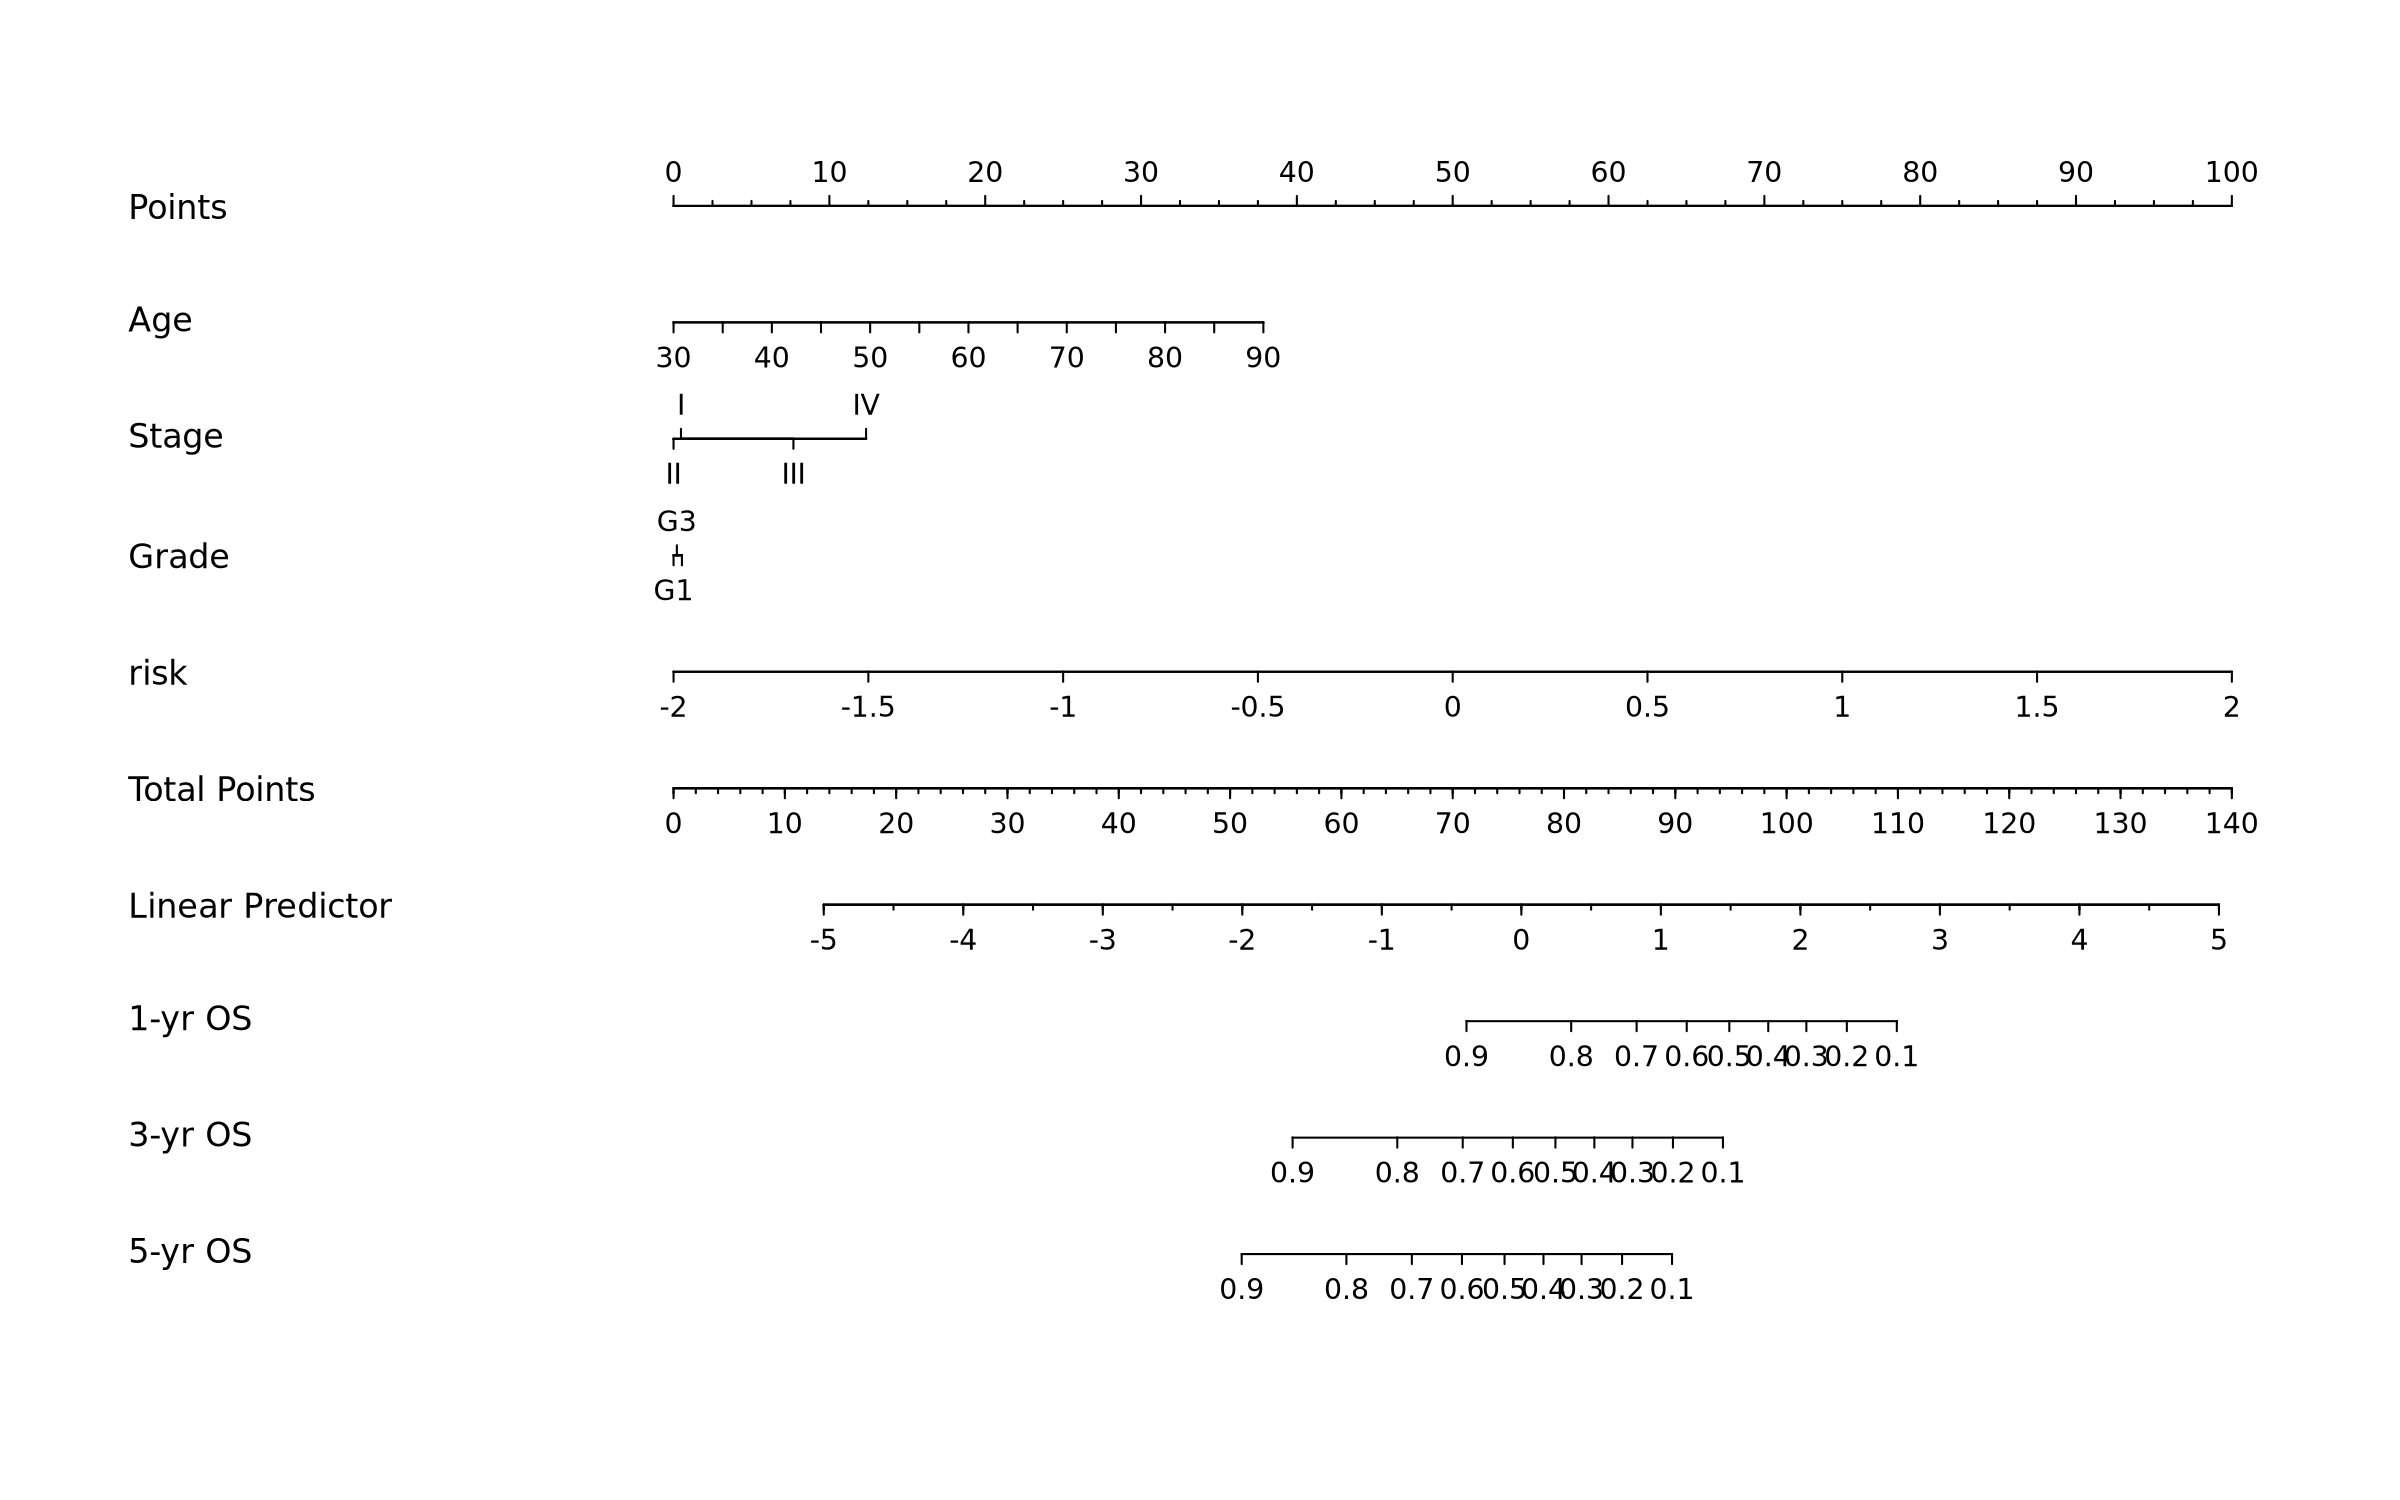 0 10 20 30 40 50 60 70 80 90 100
Points
Age
30 40 50 60 70 80 90
I IV
Stage
II III
G3
Grade
G1
risk
-2 -1.5 -1 -0.5 0 0.5 1 1.5 2
Total Points
0 10 20 30 40 50 60 70 80 90 100 110 120 130 140
Linear Predictor
-5 -4 -3 -2 -1 0 1 2 3 4 5
1-yr OS
0.9 0.8 0.7 0.6 0.5 0.4 0.3 0.2 0.1
3-yr OS
0.9 0.8 0.7 0.6 0.5 0.4 0.3 0.2 0.1
5-yr OS
0.9 0.8 0.7 0.6 0.5 0.4 0.3 0.2 0.1